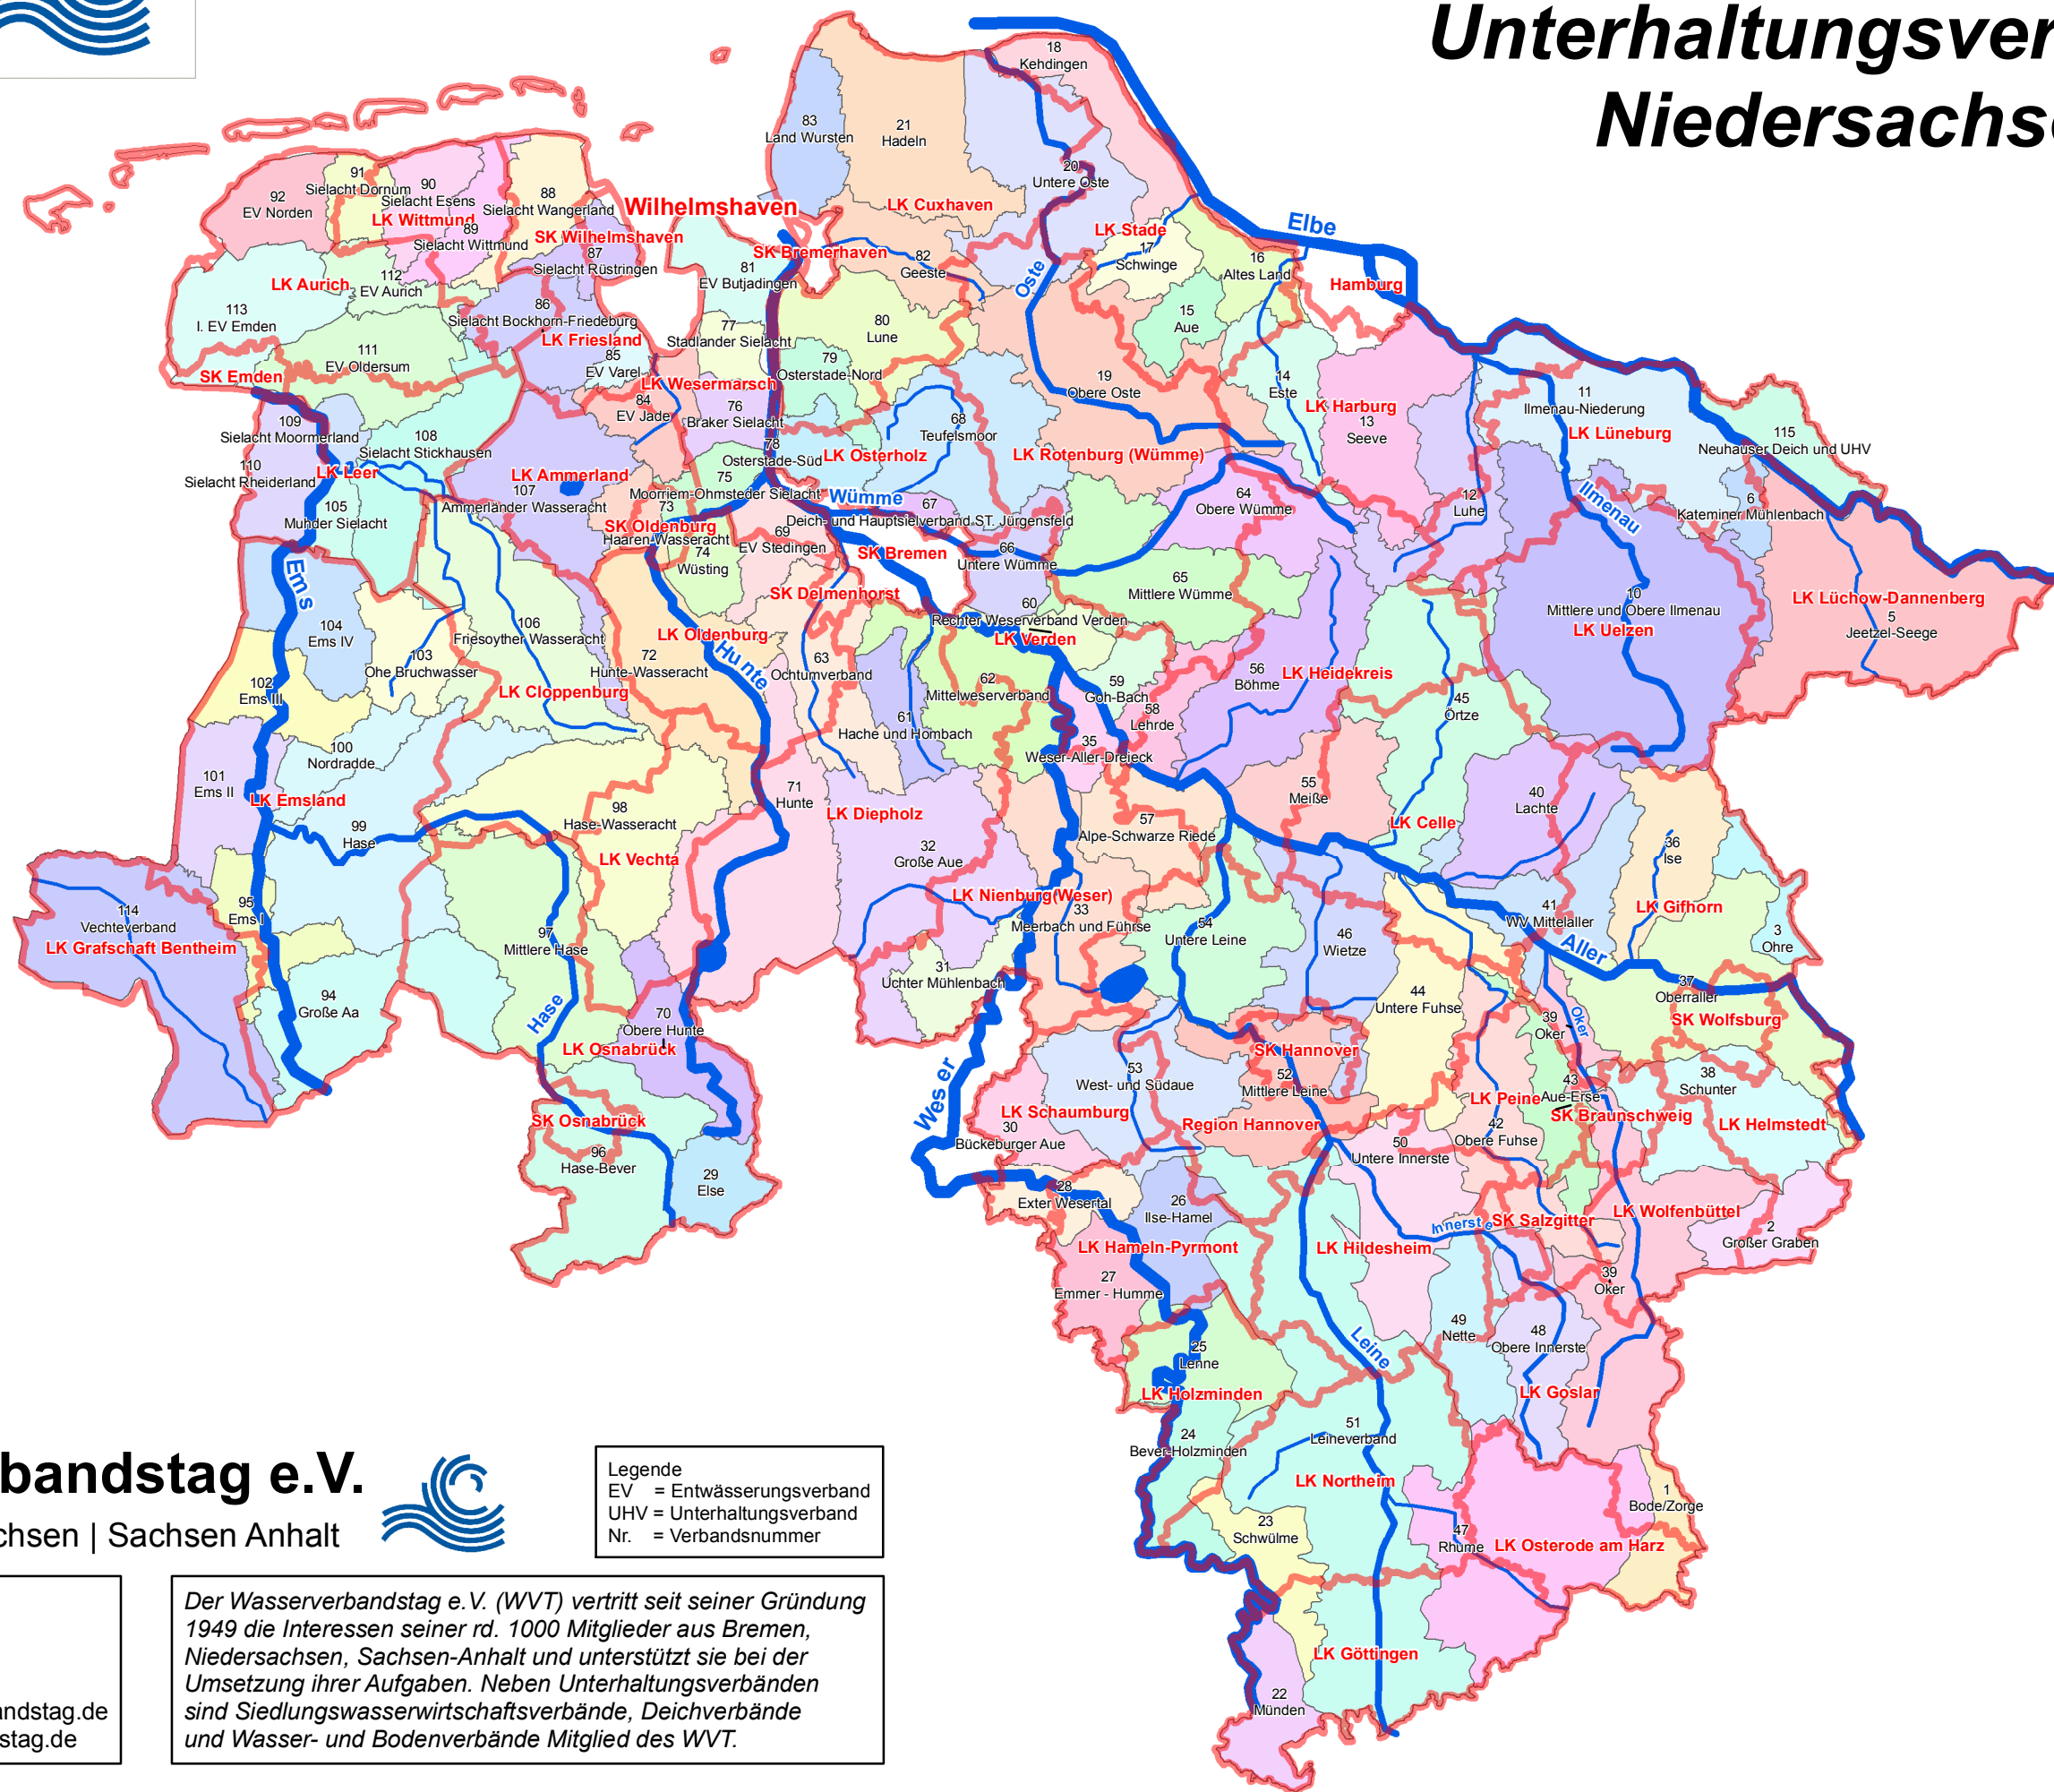 Unterhaltungsver
Niedersachse
18
Kehdingen
83
Land Wursten
21
Hadeln
20
Untere Oste
92
EV Norden
91
Sielacht Dornum
90
Sielacht Esens
LK Wittmund
89
Sielacht Wittmund
88
Sielacht Wangerland
Wilhelmshaven
SK Wilhelmshaven
87
Sielacht Rüstringen
LK Cuxhaven
LK Stade
17
Schwinge
Elbe
16
Altes Land
Hamburg
SK Bremerhaven
82
Geeste
81
EV Butjadingen
Oste
LK Aurich
112
EV Aurich
113
I. EV Emden
86
Sielacht Bockhorn-Friedeburg
LK Friesland
85
EV Varel
77
Stadlander Sielacht
80
Lune
15
Aue
111
EV Oldersum
SK Emden
79
Osterstade-Nord
LK Wesermarsch
84
EV Jade
76
Braker Sielacht
19
Obere Oste
14
Este
LK Harburg
13
Seeve
11
Ilmenau-Niederung
LK Lüneburg
115
Neuhauser Deich und UHV
109
Sielacht Moormerland
108
Sielacht Stickhausen
68
Teufelsmoor
78
Osterstade-Süd
LK Osterholz
LK Rotenburg (Wümme)
110
Sielacht Rheiderland
LK Leer
LK Ammerland
107
Ammerländer Wasseracht
75
Moorriem-Ohmsteder Sielacht
Wümme
67
Deich- und Hauptsielverband ST. Jürgensfeld
64
Obere Wümme
12
Luhe
Ilmenau
6
Kateminer Mühlenbach
105
Muhder Sielacht
73
SK Oldenburg
Haaren Wasseracht
74
Wüsting
69
EV Stedingen
SK Bremen
66
Untere Wümme
Ems
SK Delmenhorst
65
Mittlere Wümme
10
Mittlere und Obere Ilmenau
LK Uelzen
LK Lüchow-Dannenberg
5
Jeetzel-Seege
104
Ems IV
103
Ohe Bruchwasser
106
Friesoyther Wasseracht
LK Oldenburg
Hunte
72
Hunte-Wasseracht
63
Ochtumverband
60
Rechter Weserverband Verden
LK Verden
102
Ems III
LK Cloppenburg
62
Mittelweserverband
59
Goh-Bach
58
Lehrde
56
Böhme
LK Heidekreis
45
Örtze
61
Hache und Hombach
35
Weser-Aller-Dreieck
100
Nordradde
101
Ems II
LK Emsland
98
Hase-Wasseracht
71
Hunte
LK Diepholz
99
Hase
LK Vechta
57
Alpe-Schwarze Riede
55
Meiße
LK Celle
40
Lachte
36
Ise
32
Große Aue
LK Nienburg(Weser)
33
Meerbach und Führse
114
Vechteverband
LK Grafschaft Bentheim
95
Ems I
97
Mittlere Hase
54
Untere Leine
46
Wietze
41
WV Mittelaller
LK Gifhorn
3
Ohre
Aller
31
Uchter Mühlenbach
94
Große Aa
Hase
70
Obere Hunte
LK Osnabrück
44
Untere Fuhse
37
Oberaller
SK Wolfsburg
39
Oker
Oker
SK Hannover
52
Mittlere Leine
53
West- und Südaue
Weser
LK Schaumburg
30
Bückeburger Aue
Region Hannover
LK Peine
43
Aue-Erse
SK Braunschweig
38
Schunter
LK Helmstedt
SK Osnabrück
96
Hase-Bever
29
Else
42
Obere Fuhse
50
Untere Innerste
28
Exter Wesertal
26
Ilse-Hamel
Innerste
SK Salzgitter
LK Wolfenbüttel
2
Großer Graben
LK Hameln-Pyrmont
27
Emmer - Humme
LK Hildesheim
39
Oker
49
Nette
48
Obere Innerste
25
Lenne
LK Holzminden
Leine
LK Goslar
24
Bever-Holzminden
51
Leineverband
LK Northeim
23
Schwülme
47
Rhume
LK Osterode am Harz
1
Bode/Zorge
LK Göttingen
22
Münden
bandstag e.V.
chsen | Sachsen Anhalt
Legende
EV = Entwässerungsverband
UHV = Unterhaltungsverband
Nr. = Verbandsnummer
andstag.de
stag.de
Der Wasserverbandstag e.V. (WVT) vertritt seit seiner Gründung
1949 die Interessen seiner rd. 1000 Mitglieder aus Bremen,
Niedersachsen, Sachsen-Anhalt und unterstützt sie bei der
Umsetzung ihrer Aufgaben. Neben Unterhaltungsverbänden
sind Siedlungswasserwirtschaftsverbände, Deichverbände
und Wasser- und Bodenverbände Mitglied des WVT.